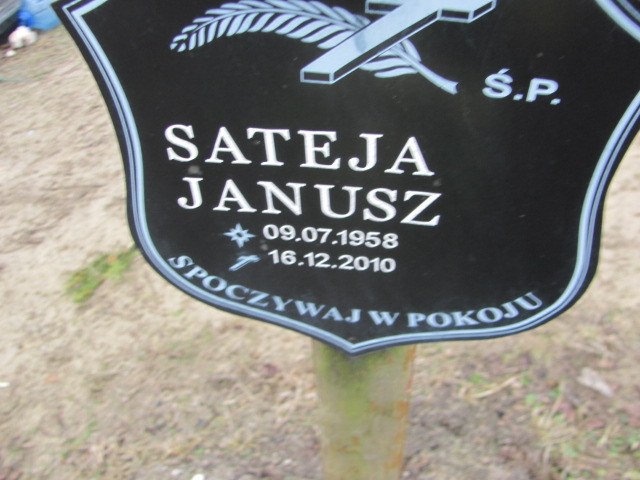 Ś.P.
SATEJA
JANUSZ
09.07.1958
16.12.2010
SPOCZYWAJ W POKOJU